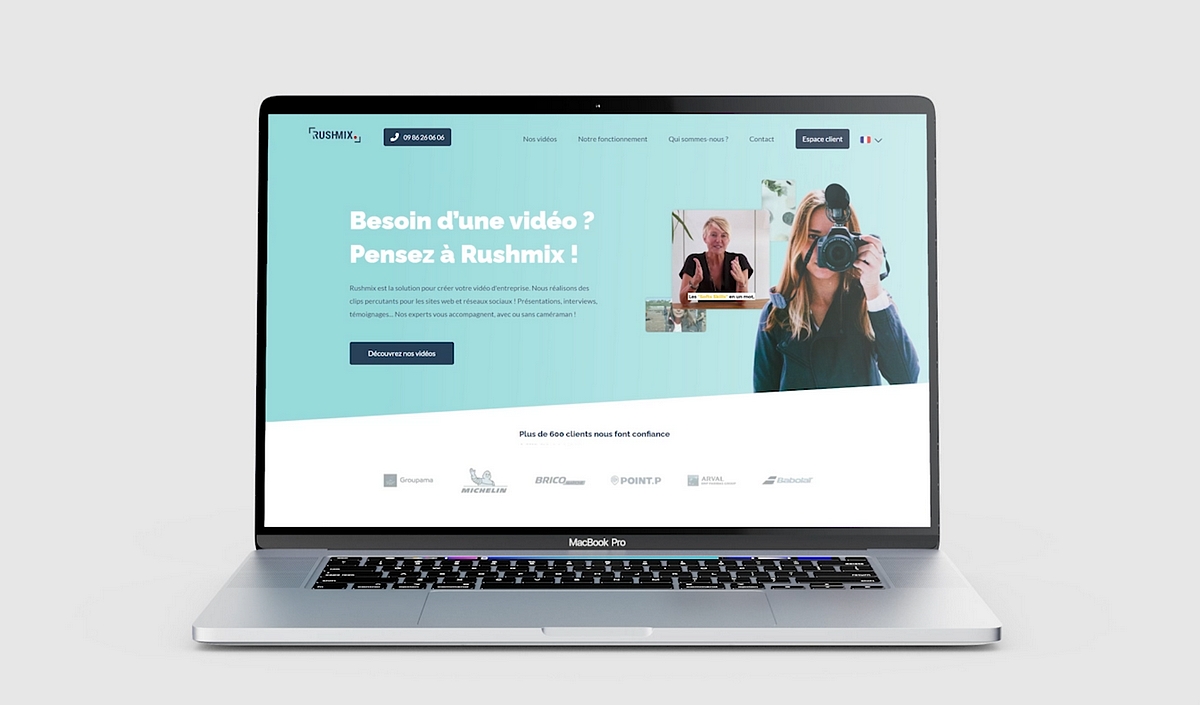 RUSHMIX
09 86 26 06 06
Nos vidéos
Notre fonctionnement
Qui sommes-nous ?
Contact
Espace client
Besoin d'une vidéo ?
Pensez à Rushmix !
Rushmix est la solution pour créer votre vidéo d'entreprise. Nous réalisons des
clips percutants pour les sites web et réseaux sociaux ! Présentations, interviews,
témoignages... Nos experts vous accompagnent, avec ou sans caméraman !
Les "Softs Skills" en un mot,
Découvrez nos vidéos
Plus de 600 clients nous font confiance
Groupama
MICHELIN
BRICO
POINT.P
ARVAL
Babolat
MacBook Pro